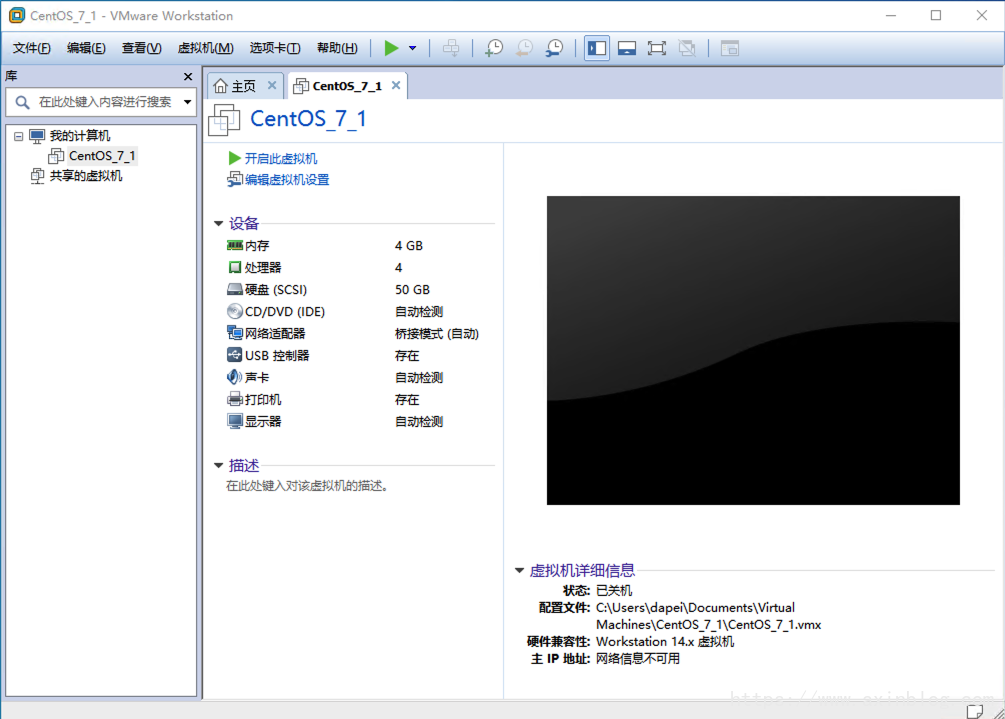 CentOS_7_1 - VMware Workstation
文件(F) 编辑(E) 查看(V) 虚拟机(M) 选项卡(T) 帮助(H)
库
在此处键入内容进行搜索
我的计算机
CentOS_7_1
共享的虚拟机
主页
CentOS_7_1
CentOS_7_1
开启此虚拟机
编辑虚拟机设置
设备
内存 4 GB
处理器 4
硬盘 (SCSI) 50 GB
CD/DVD (IDE) 自动检测
网络适配器 桥接模式 (自动)
USB 控制器 存在
声卡 自动检测
打印机 存在
显示器 自动检测
描述
在此处键入对该虚拟机的描述。
虚拟机详细信息
状态: 已关机
配置文件: C:\Users\dapei\Documents\Virtual
Machines\CentOS_7_1\CentOS_7_1.vmx
硬件兼容性: Workstation 14.x 虚拟机
主 IP 地址: 网络信息不可用